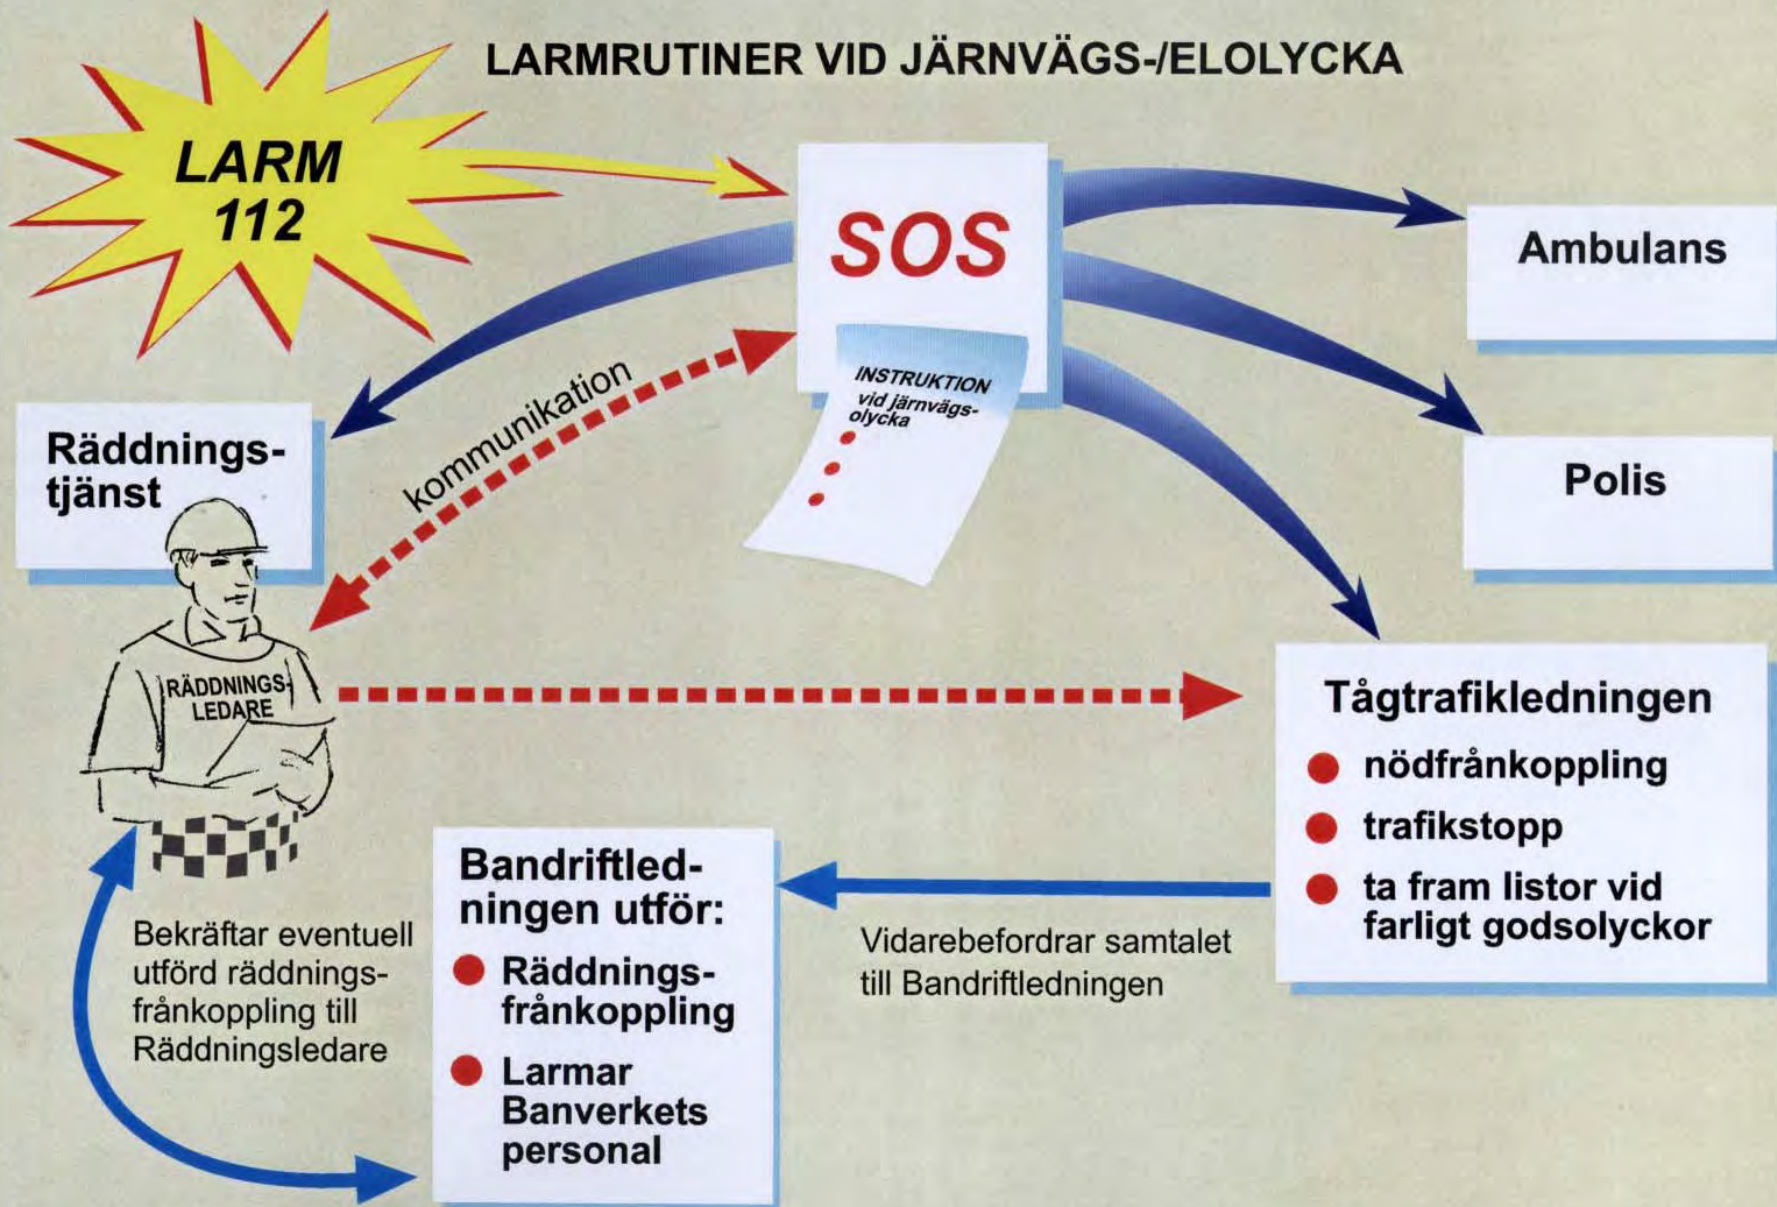 LARMRUTINER VID JÄRNVÄGS-/ELOLYCKA
LARM
112
SOS
INSTRUKTION
vid järnvägs-
olycka
Ambulans
Polis
Räddnings-
tjänst
kommunikation
RÄDDNINGS-
LEDARE
Tågtrafikledningen
nödfrånkoppling
trafikstopp
ta fram listor vid
farligt godsolyckor
Vidarebefordrar samtalet
till Bandriftledningen
Bandriftled-
ningen utför:
Räddnings-
frånkoppling
Larmar
Banverkets
personal
Bekräftar eventuell
utförd räddnings-
frånkoppling till
Räddningsledare